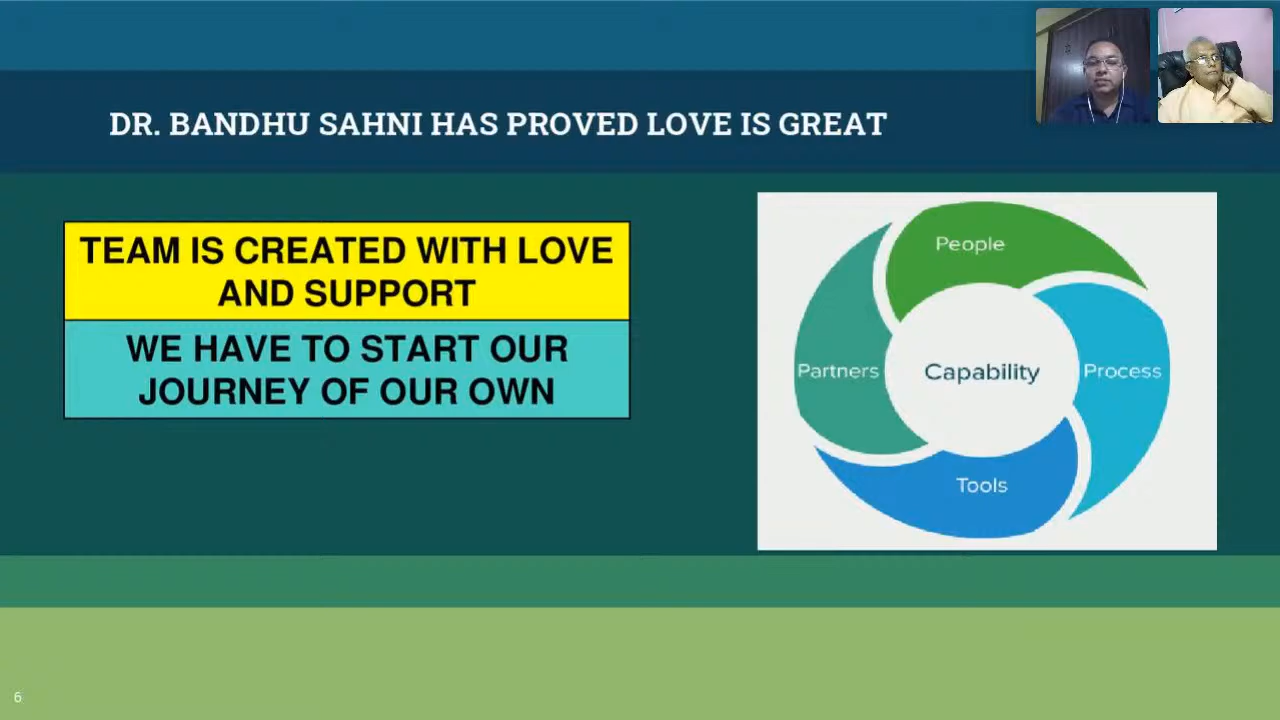 DR. BANDHU SAHNI HAS PROVED LOVE IS GREAT
TEAM IS CREATED WITH LOVE
AND SUPPORT
WE HAVE TO START OUR
JOURNEY OF OUR OWN
People
Partners
Capability
Process
Tools
6